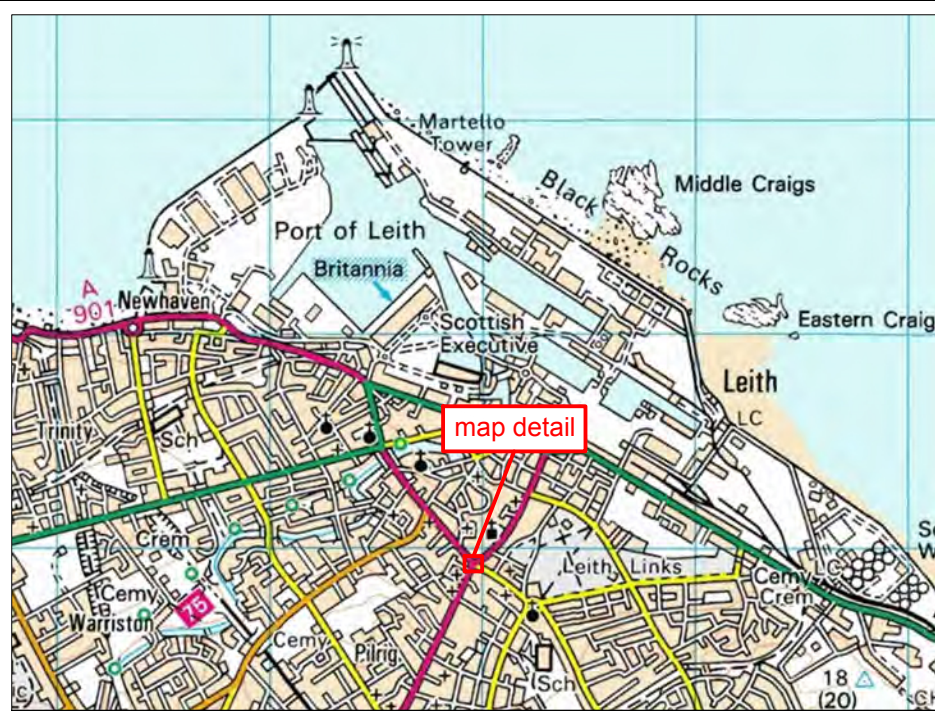 Martello
Tower
Middle Craigs
Black
Rocks
Port of Leith
Britannia
A
901
Newhaven
Eastern Craig
Scottish
Executive
Leith
LC
map detail
Trinity
Sch
Crem
Leith Links
LC
Cemy
Crem
Cemy
Warriston
75
Cemy
Pilrig
Sch
18
(20)